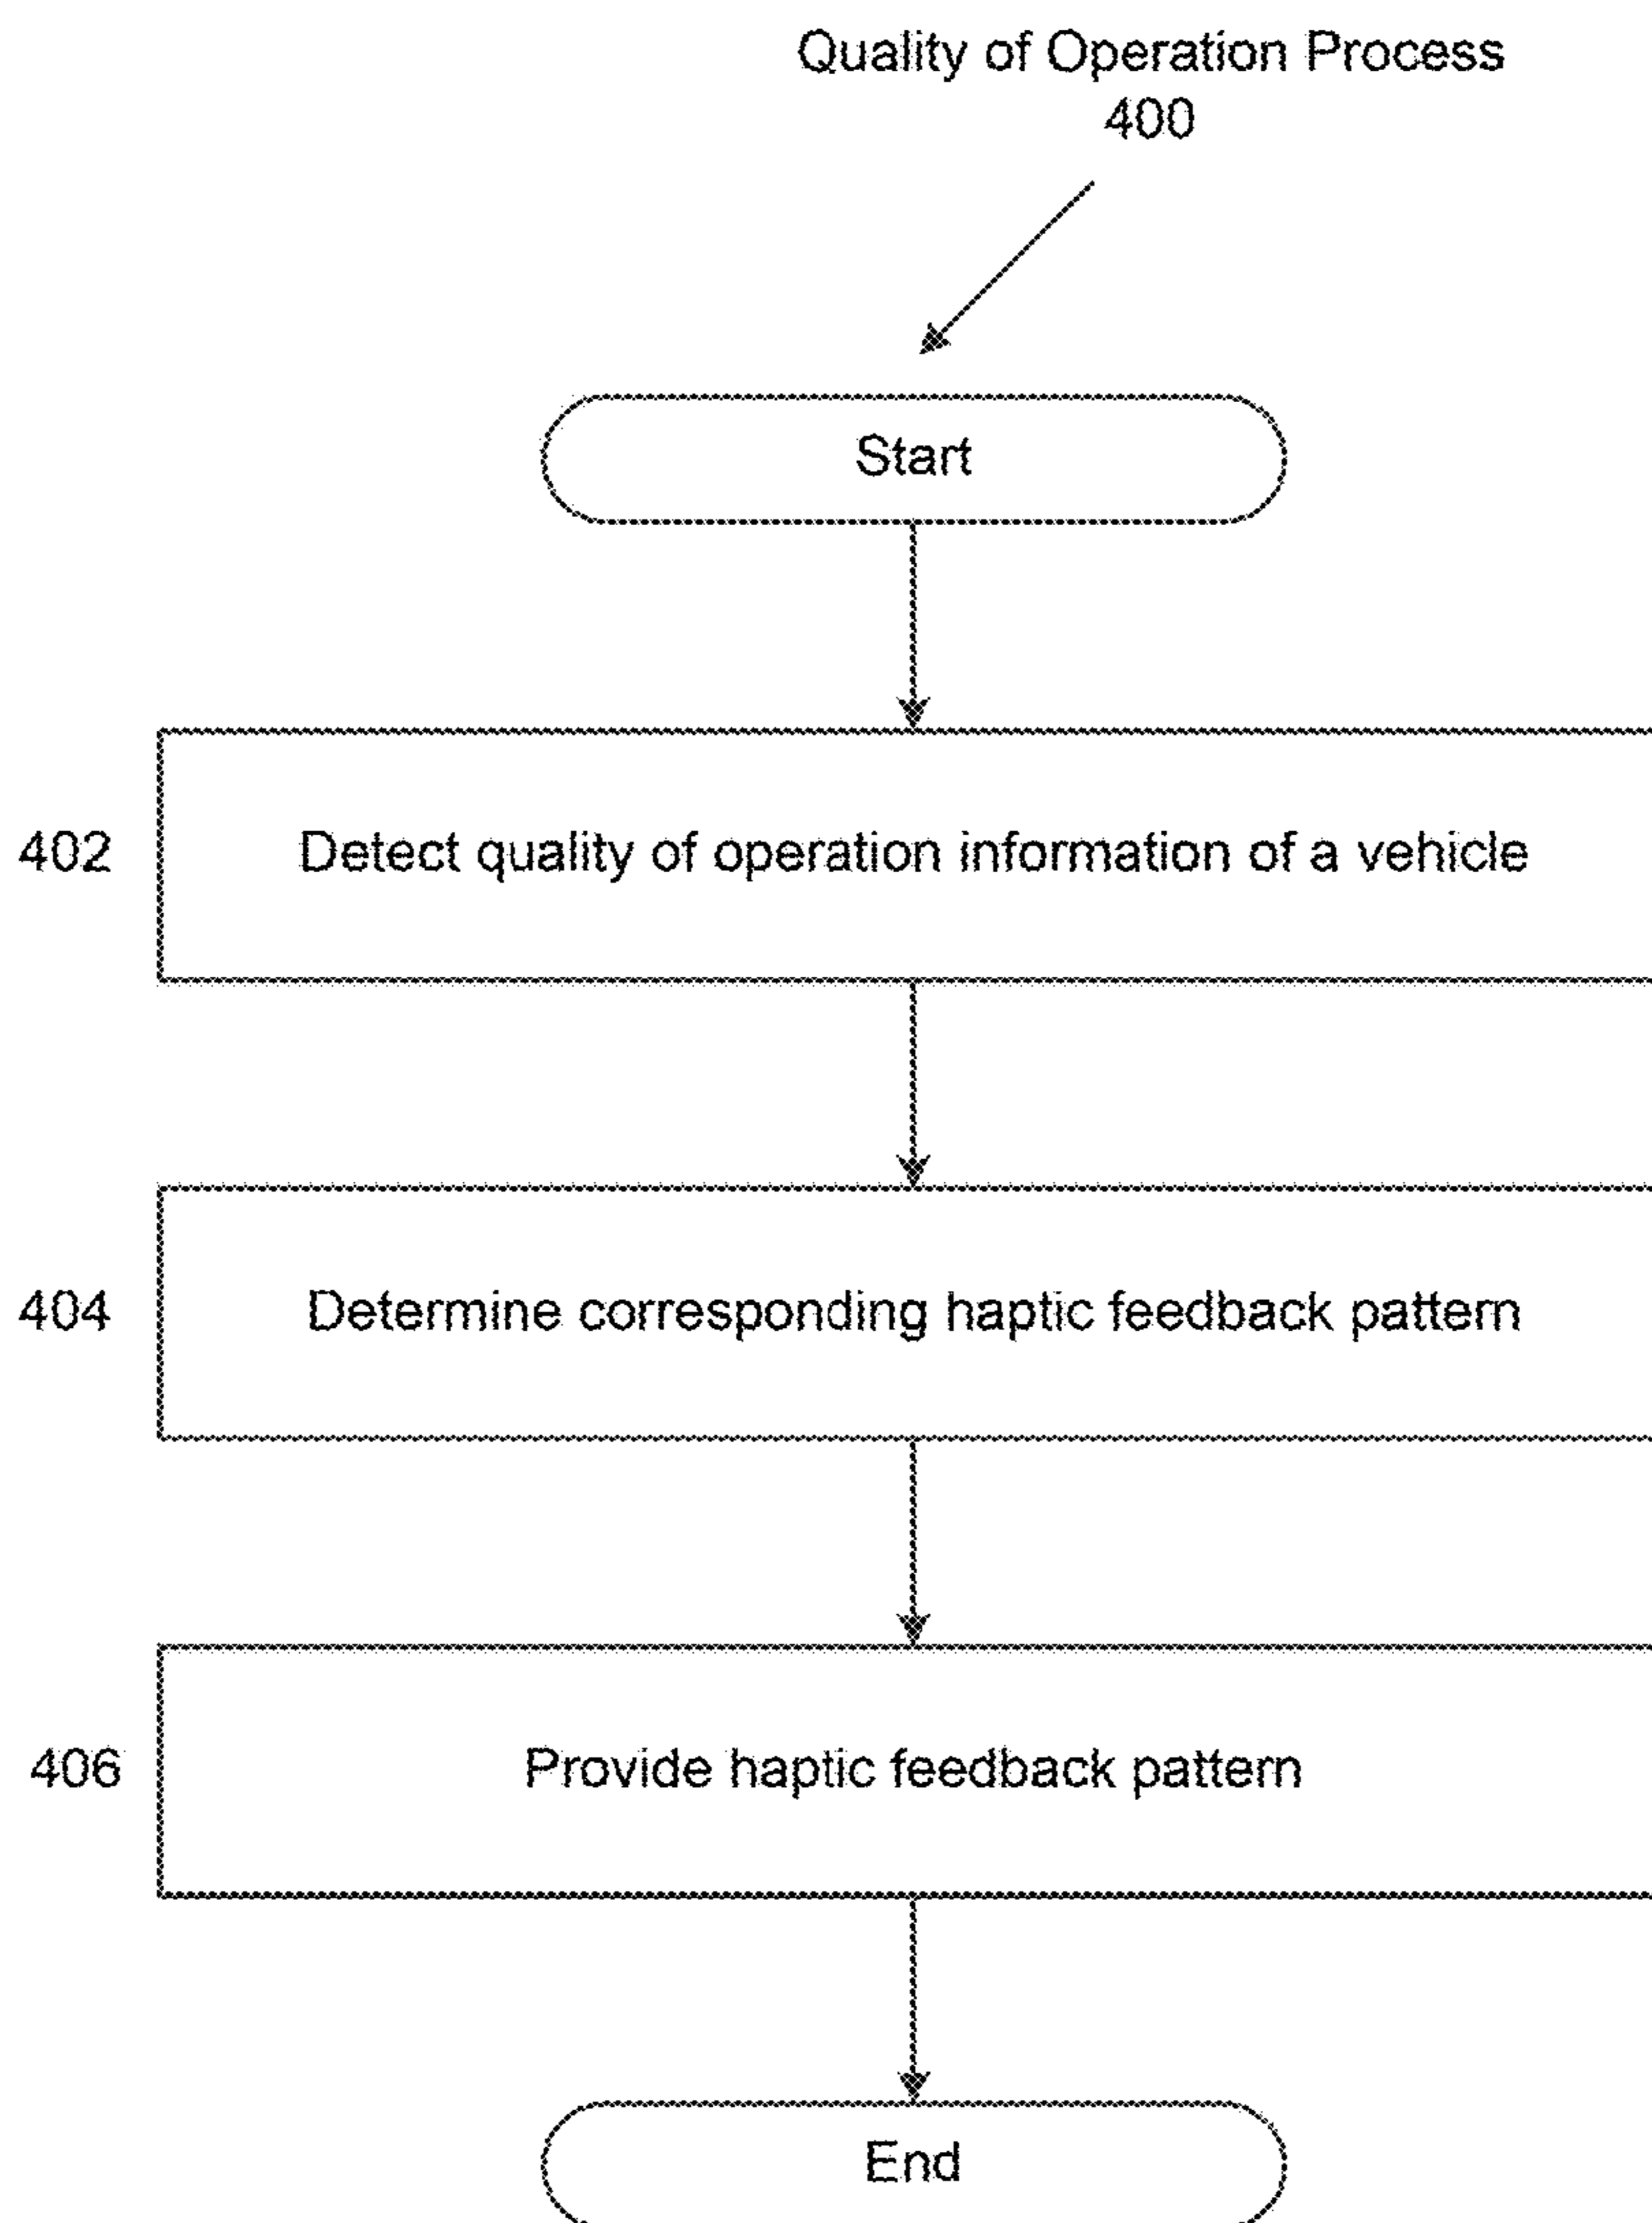 Quality of Operation Process
400
Start
402
Detect quality of operation information of a vehicle
404
Determine corresponding haptic feedback pattern
406
Provide haptic feedback pattern
End